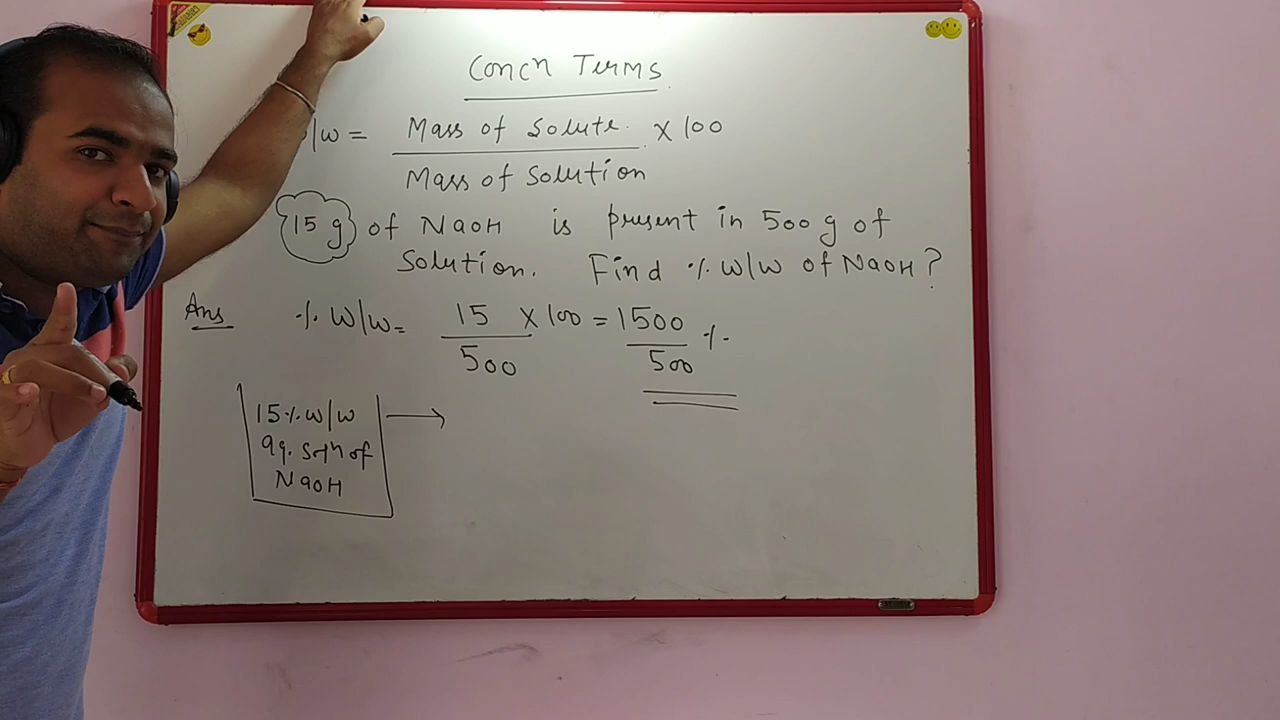 Concn Terms
w/w = Mass of Solute. x 100
Mass of Solution
15 g of NaOH is present in 500 g of
Solution. Find % w/w of NaOH?
Ans % w/w = 15 x 100 = 1500 %
500 500
15% w/w
aq. soln of
NaOH